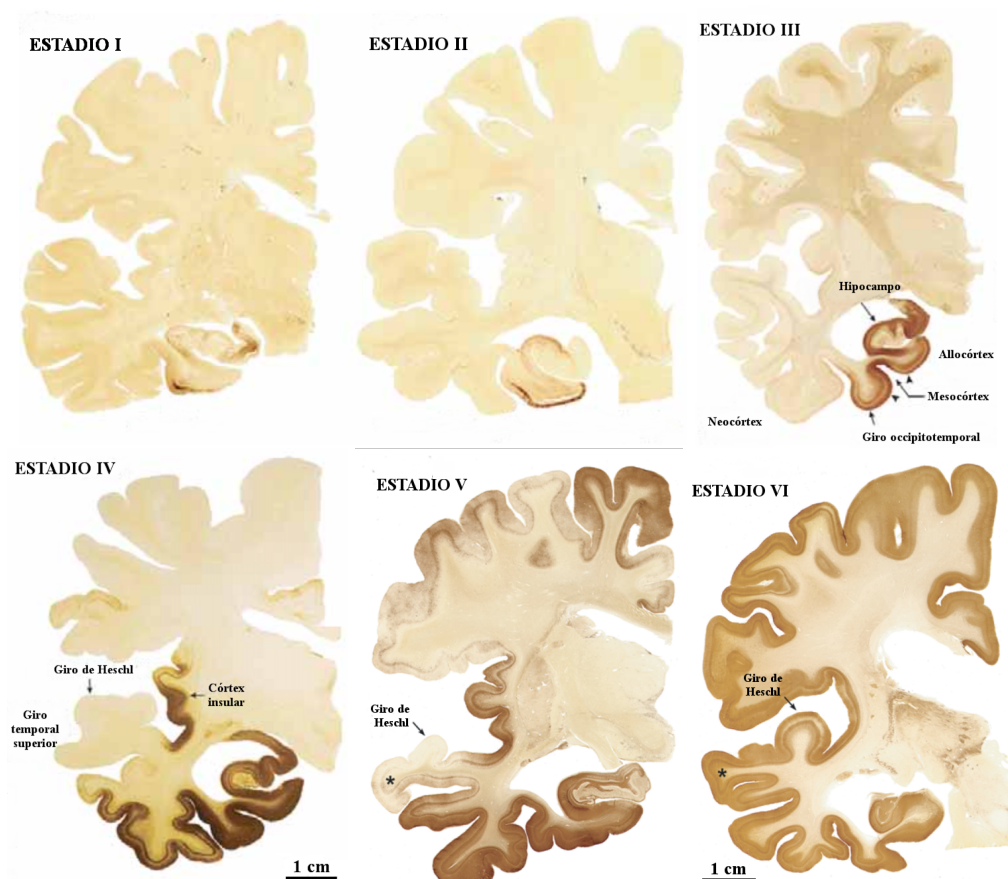 ESTADIO I
ESTADIO II
ESTADIO III
Hipocampo
Allocórtex
Mesocórtex
Neocórtex
Giro occipitotemporal
ESTADIO IV
Giro de Heschl
Córtex
insular
Giro
temporal
superior
1 cm
ESTADIO V
Giro de
Heschl
*
ESTADIO VI
Giro de
Heschl
*
1 cm